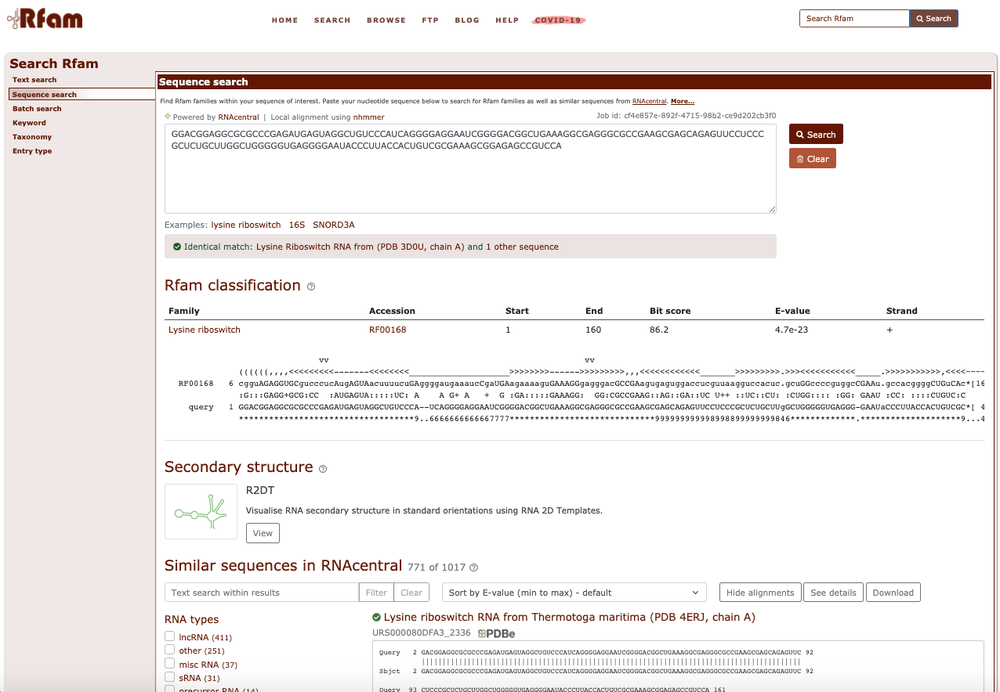 Rfam
HOME SEARCH BROWSE FTP BLOG HELP COVID-19
Search Rfam Search
Search Rfam
Text search
Sequence search
Batch search
Keyword
Taxonomy
Entry type
Sequence search
Find Rfam families within your sequence of interest. Paste your nucleotide sequence below to search for Rfam families as well as similar sequences from RNAcentral. More...
Powered by RNAcentral | Local alignment using nhmmer
Job id: cf4e857e-892f-4715-98b2-ce9d202cb3f0
GGACGGAGGCGCGCCCGAGAUGAGUAGGCUGUCCCAUCAGGGGAGGAAUCGGGGACGGCUGAAAGGCGAGGGCGCCGAAGCGAGCAGAGUUCCUCCC
GCUCUGCUUGGCUGGGGGUGAGGGGAAUACCCUUACCACUGUCGCGAAAGCGGAGAGCCGUCCA
Search
Clear
Examples: lysine riboswitch 16S SNORD3A
Identical match: Lysine Riboswitch RNA from (PDB 3D0U, chain A) and 1 other sequence
Rfam classification
Family Accession Start End Bit score E-value Strand
Lysine riboswitch RF00168 1 160 86.2 4.7e-23 +
vv vv
((((((,,,,<<<<<<<<<-------<<<<<<<<____________________>>>>>>>>------>>>>>>>>>,,,<<<<<<<<<<<<_______>>>>>>>>>.>>><<<<<<<<<<<_____.>>>>>>>>>>>,<<<<~~~~
RF00168 6 cgguAGAGGUGCgucccucAugAGUAacuuuucuGAggggaugaaaauCgaUGAagaaaaguGAAAGGgagggacGCCGAagugaguggaccucguuaagguccacuc.gcuGGccccguggcCGAAu.gccacggggCUGuCAc*[16
:G:::GAGG+GCG:CC :AUGAGUA:::::UC: A A G+ A + G :GA:::::GAAAGG: GG:CGCCGAAG::AG::GA::UC U++ ::UC::CU: :CUG:::: :GG: GAAU :CC: ::::CUGUC:C
query 1 GGACGGAGGCGCGCCCGAGAUGAGUAGGCUGUCCCA--UCAGGGGAGGAAUCGGGGACGGCUGAAAGGCGAGGGCGCCGAAGCGAGCAGAGUUCCUCCCGCUCUGCUUgGCUGGGGGUGAGGG-GAAUaCCCUUACCACUGUCGC*[ 4
***********************************9..6666666666667777*****************************99999999999989889999999999846*************.*******************9...4
Secondary structure
R2DT
Visualise RNA secondary structure in standard orientations using RNA 2D Templates.
View
Similar sequences in RNAcentral 771 of 1017
Text search within results Filter Clear Sort by E-value (min to max) - default Hide alignments See details Download
RNA types
lncRNA (411)
other (251)
misc RNA (37)
sRNA (31)
precursor RNA (14)
Lysine riboswitch RNA from Thermotoga maritima (PDB 4ERJ, chain A)
URS000080DFA3_2336 PDBe
Query 2 GACGGAGGCGCGCCCGAGAUGAGUAGGCUGUCCCAUCAGGGGAGGAAUCGGGGACGGCUGAAAGGCGAGGGCGCCGAAGCGAGCAGAGUUC 92
|||||||||||||||||||||||||||||||||||||||||||||||||||||||||||||||||||||||||||||||||||||||||||
Sbjct 2 GACGGAGGCGCGCCCGAGAUGAGUAGGCUGUCCCAUCAGGGGAGGAAUCGGGGACGGCUGAAAGGCGAGGGCGCCGAAGCGAGCAGAGUUC 92
Query 93 CUCCCGCUCUGCUUGGCUGGGGGUGAGGGGAAUACCCUUACCACUGUCGCGAAAGCGGAGAGCCGUCCA 161